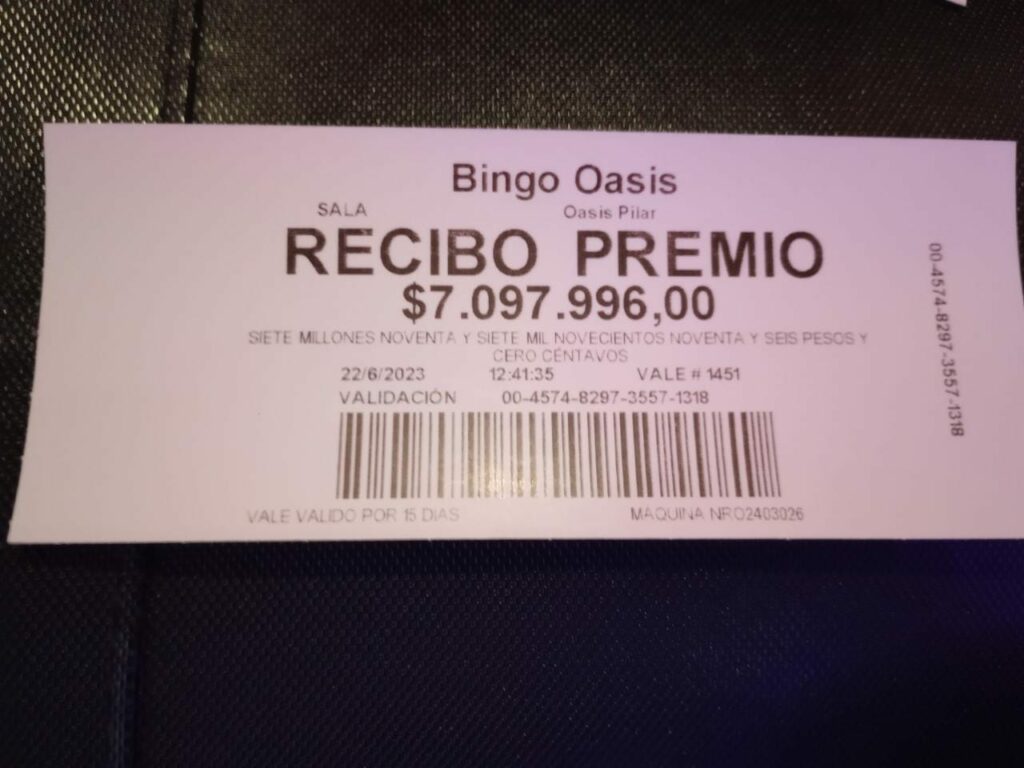 Bingo Oasis
SALA Oasis Pilar
RECIBO PREMIO
$7.097.996,00
SIETE MILLONES NOVENTA Y SIETE MIL NOVECIENTOS NOVENTA Y SEIS PESOS Y
CERO CÉNTAVOS
22/6/2023 12:41:35 VALE # 1451
VALIDACIÓN 00-4574-8297-3557-1318
VALE VALIDO POR 15 DIAS MAQUINA NRO2403026
00-4574-8297-3557-1318